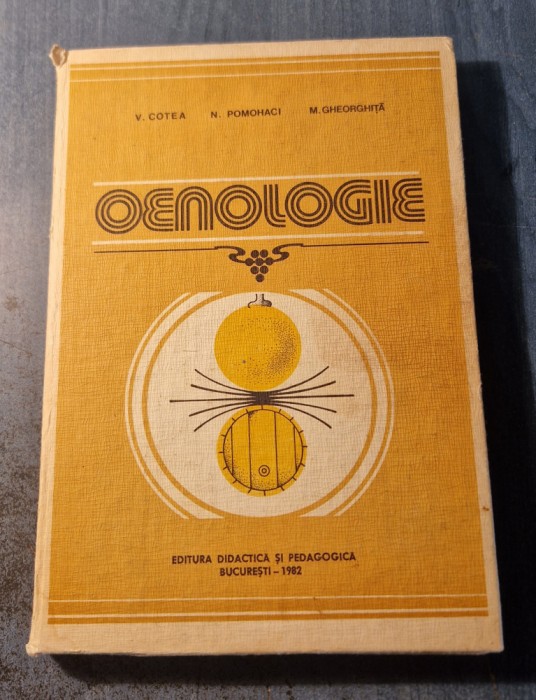 V. COTEA N. POMOHACI M. GHEORGHIȚĂ
OENOLOGIE
EDITURA DIDACTICĂ ȘI PEDAGOGICĂ
BUCUREȘTI – 1982